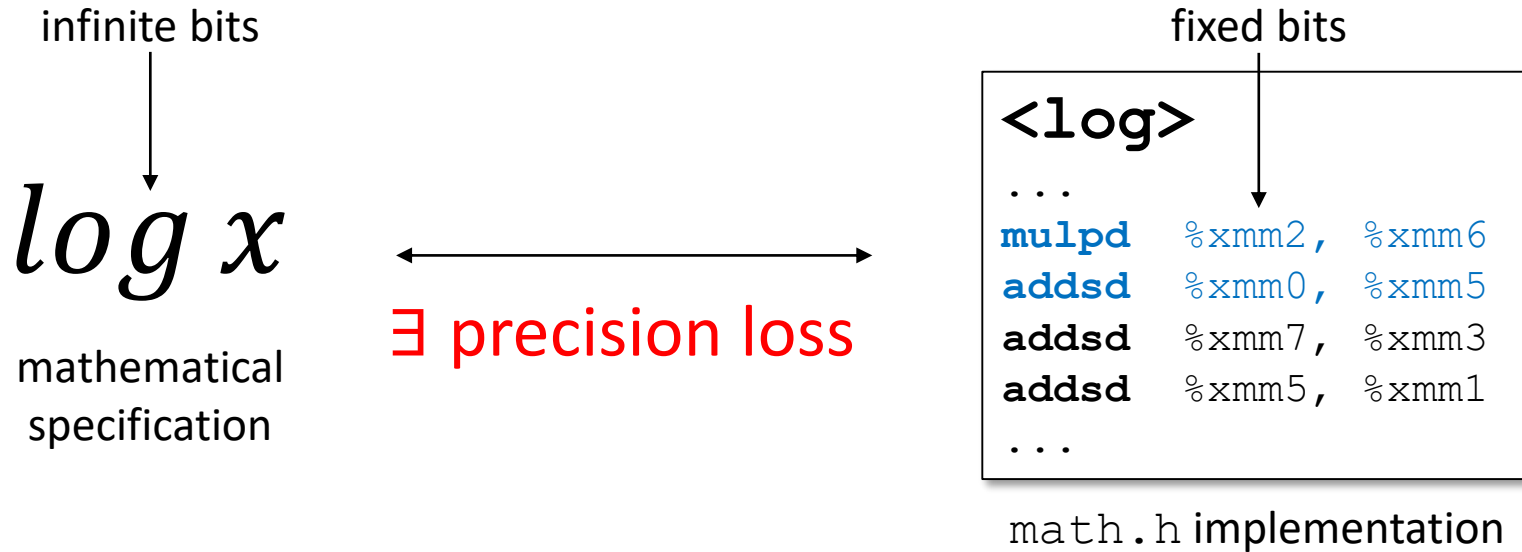 infinite bits
log x
mathematical
specification
∃ precision loss
fixed bits
<log>
...
mulpd %xmm2, %xmm6
addsd %xmm0, %xmm5
addsd %xmm7, %xmm3
addsd %xmm5, %xmm1
...
math.h implementation